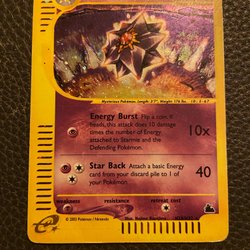 Mysterious Pokémon. Length: 3'7", Weight: 176 lbs.
Energy Burst Flip a coin. If
heads, this attack does 10 damage
times the number of Energy
attached to Starmie and the
Defending Pokémon.
10x
Star Back Attach a basic Energy
card from your discard pile to 1 of
your Pokémon.
40
weakness
resistance
retreat cost
© 2003 Pokémon / Nintendo
e